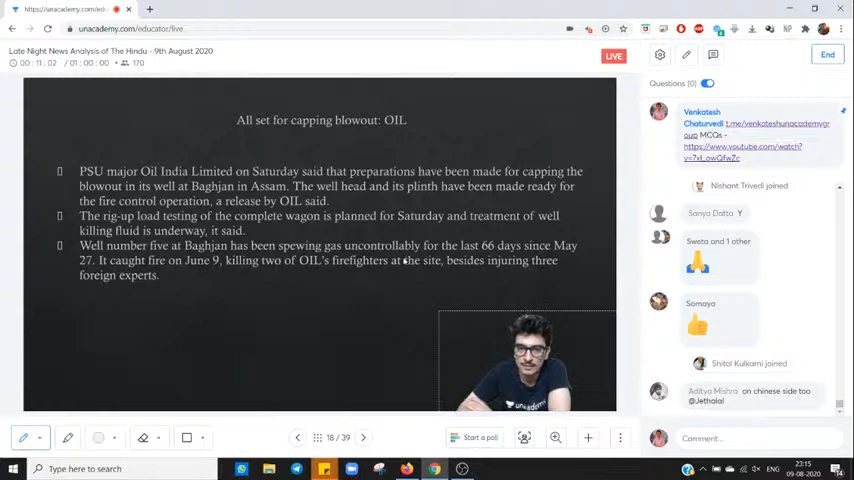 https://unacademy.com/edu
unacademy.com/educator/live
NP
Late Night News Analysis of The Hindu - 9th August 2020
00 : 11 : 02 / 01 : 00 : 00 • 170
LIVE
End
Questions (0)
All set for capping blowout: OIL
PSU major Oil India Limited on Saturday said that preparations have been made for capping the
blowout in its well at Baghjan in Assam. The well head and its plinth have been made ready for
the fire control operation, a release by OIL said.
The rig-up load testing of the complete wagon is planned for Saturday and treatment of well
killing fluid is underway, it said.
Well number five at Baghjan has been spewing gas uncontrollably for the last 66 days since May
27. It caught fire on June 9, killing two of OIL's firefighters at the site, besides injuring three
foreign experts.
unacademy
Venkatesh
Chaturvedi t.me/venkateshunacademygr
oup MCQs -
https://www.youtube.com/watch?
v=7xI_owQfwZc
Nishant Trivedi joined
Sanya Datta Y
Sweta and 1 other
Somaya
Shital Kulkarni joined
Aditya Mishra on chinese side too
@Jethalal
18 / 39
Start a poll
Comment...
Type here to search
ENG
23:15
09-08-2020